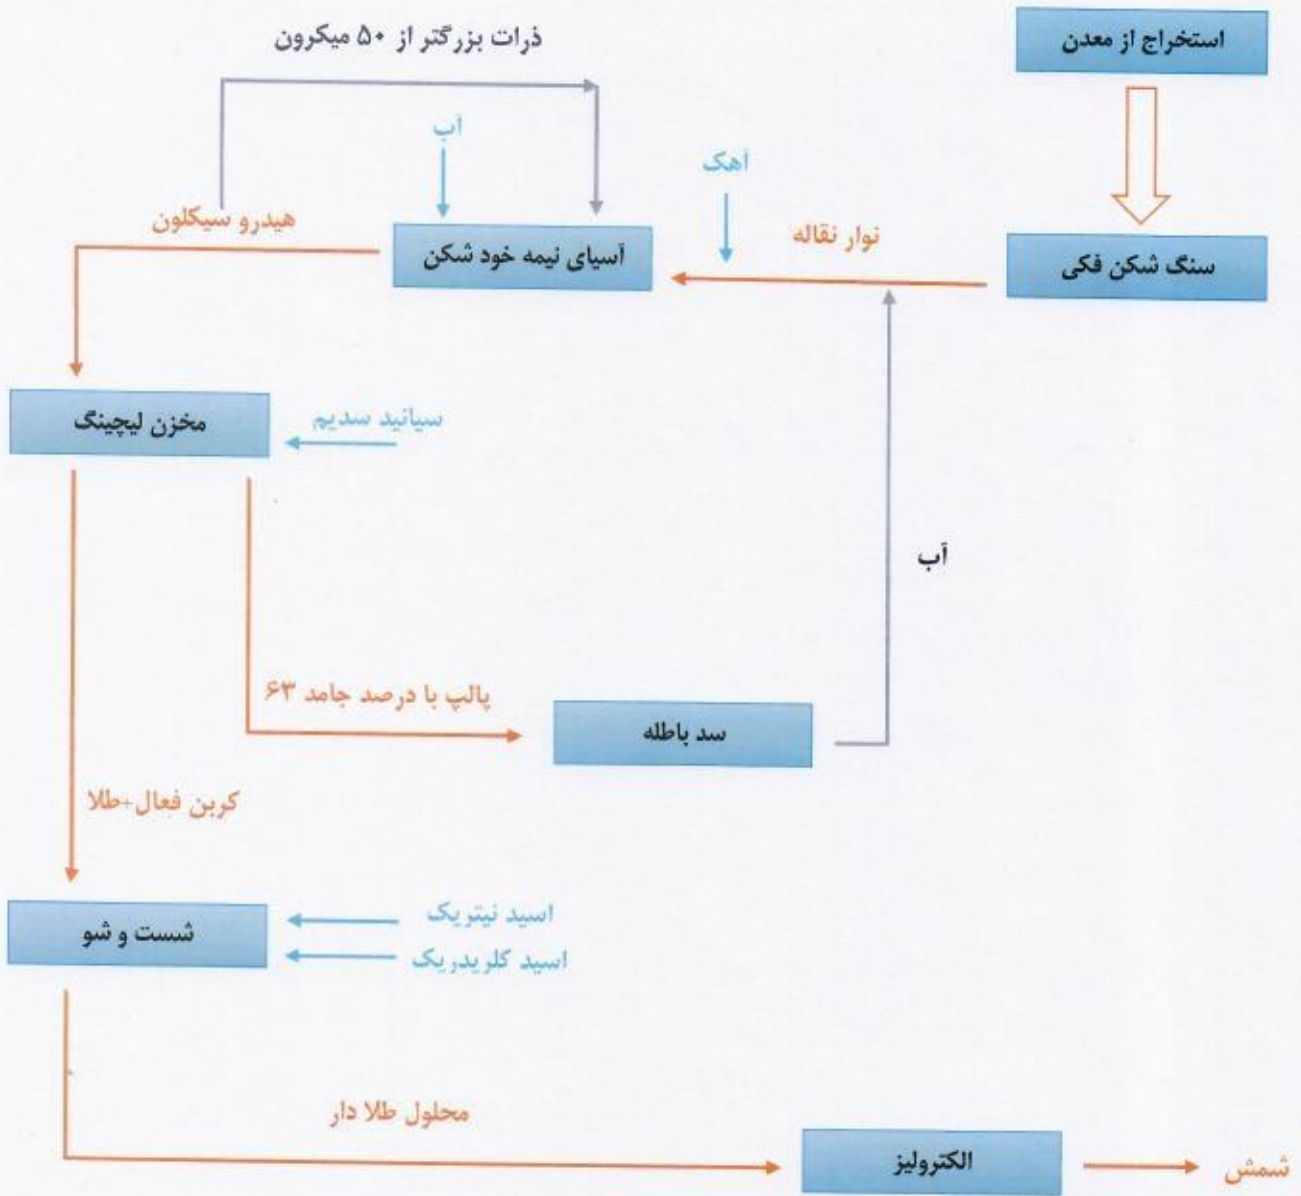 ذرات بزرگتر از ۵۰ میکرون
استخراج از معدن
آب
آهک
هیدرو سیکلون
آسیای نیمه خود شکن
نوار نقاله
سنگ شکن فکی
مخزن لیچینگ
سیانید سدیم
آب
پالپ با درصد جامد ۶۳
سد باطله
کربن فعال+طلا
شست و شو
اسید نیتریک
اسید کلریدریک
محلول طلا دار
الکترولیز
شمش